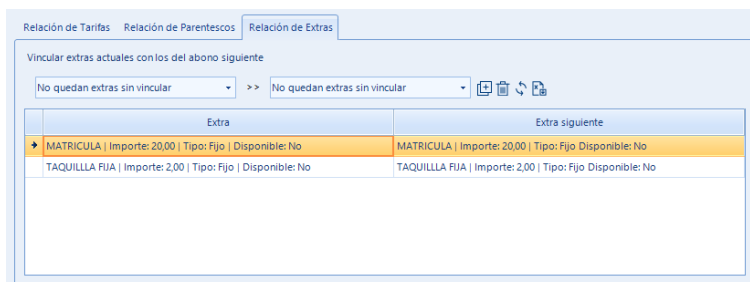 Relación de Tarifas Relación de Parentescos Relación de Extras
Vincular extras actuales con los del abono siguiente
No quedan extras sin vincular >> No quedan extras sin vincular
Extra Extra siguiente
MATRICULA | Importe: 20,00 | Tipo: Fijo | Disponible: No MATRICULA | Importe: 20,00 | Tipo: Fijo Disponible: No
TAQUILLLA FIJA | Importe: 2,00 | Tipo: Fijo | Disponible: No TAQUILLLA FIJA | Importe: 2,00 | Tipo: Fijo Disponible: No